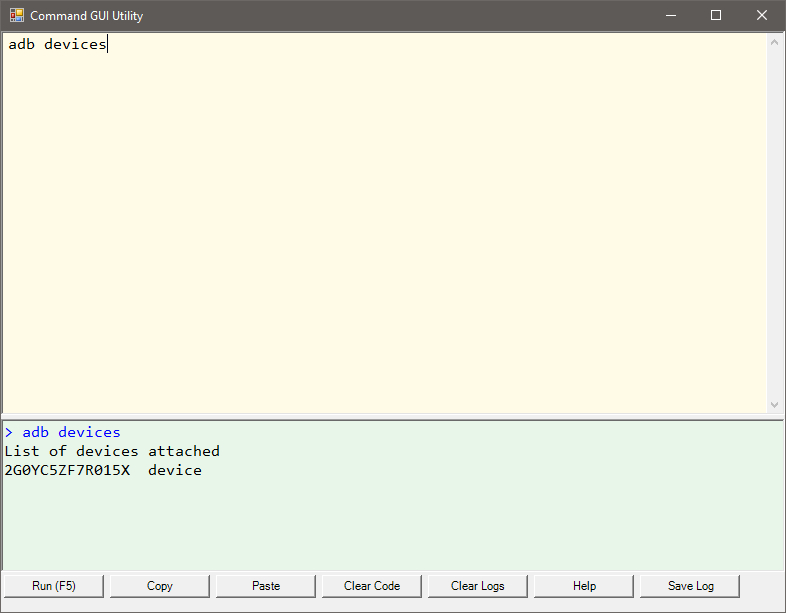 Command GUI Utility
adb devices
> adb devices
List of devices attached
2G0YC5ZF7R015X  device
Run (F5)
Copy
Paste
Clear Code
Clear Logs
Help
Save Log